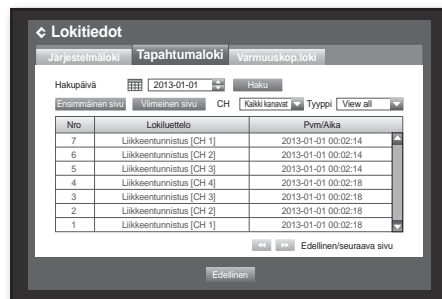 Lokitiedot
Järjestelmäloki Tapahtumaloki Varmuuskop.loki
Hakupäivä 2013-01-01 Haku
Ensimmäinen sivu Viimeinen sivu CH Kaikki kanavat Tyyppi View all
Nro Lokiluettelo Pvm/Aika
7 Liikkeentunnistus [CH 1] 2013-01-01 00:02:14
6 Liikkeentunnistus [CH 2] 2013-01-01 00:02:14
5 Liikkeentunnistus [CH 3] 2013-01-01 00:02:14
4 Liikkeentunnistus [CH 4] 2013-01-01 00:02:18
3 Liikkeentunnistus [CH 3] 2013-01-01 00:02:18
2 Liikkeentunnistus [CH 2] 2013-01-01 00:02:18
1 Liikkeentunnistus [CH 1] 2013-01-01 00:02:18
Edellinen/seuraava sivu
Edellinen